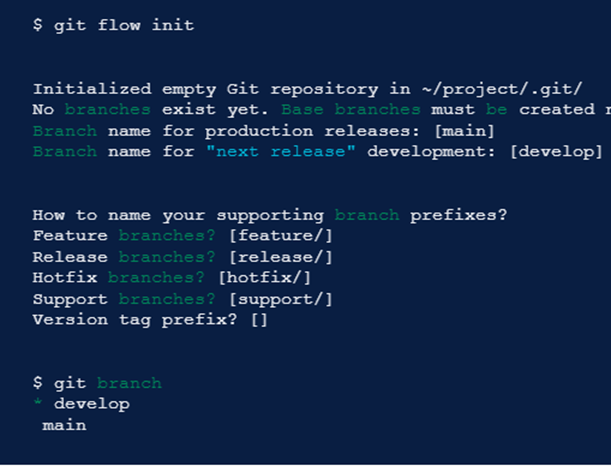 $ git flow init
Initialized empty Git repository in ~/project/.git/
No branches exist yet. Base branches must be created
Branch name for production releases: [main]
Branch name for "next release" development: [develop]
How to name your supporting branch prefixes?
Feature branches? [feature/]
Release branches? [release/]
Hotfix branches? [hotfix/]
Support branches? [support/]
Version tag prefix? []
$ git branch
* develop
main